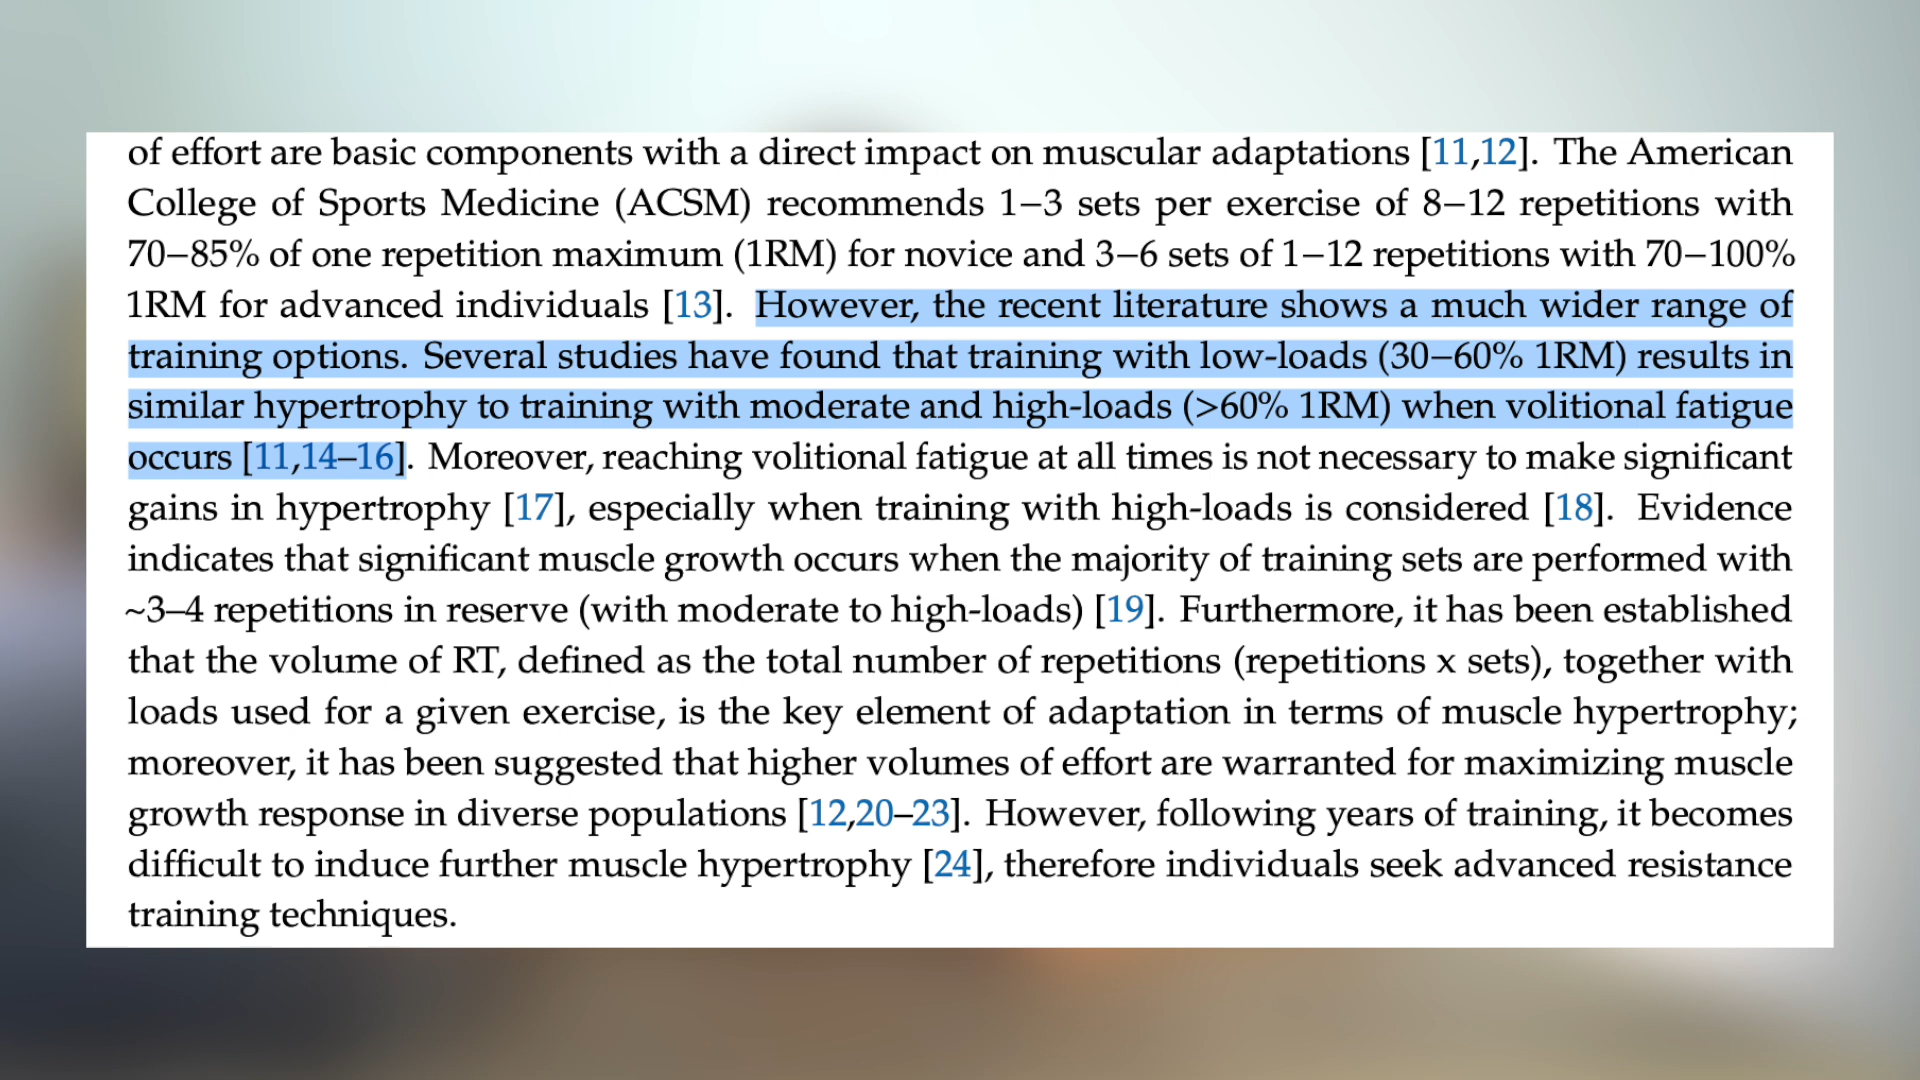 of effort are basic components with a direct impact on muscular adaptations [11,12]. The American
College of Sports Medicine (ACSM) recommends 1–3 sets per exercise of 8–12 repetitions with
70–85% of one repetition maximum (1RM) for novice and 3–6 sets of 1–12 repetitions with 70–100%
1RM for advanced individuals [13]. However, the recent literature shows a much wider range of
training options. Several studies have found that training with low-loads (30–60% 1RM) results in
similar hypertrophy to training with moderate and high-loads (>60% 1RM) when volitional fatigue
occurs [11,14–16]. Moreover, reaching volitional fatigue at all times is not necessary to make significant
gains in hypertrophy [17], especially when training with high-loads is considered [18]. Evidence
indicates that significant muscle growth occurs when the majority of training sets are performed with
~3–4 repetitions in reserve (with moderate to high-loads) [19]. Furthermore, it has been established
that the volume of RT, defined as the total number of repetitions (repetitions x sets), together with
loads used for a given exercise, is the key element of adaptation in terms of muscle hypertrophy;
moreover, it has been suggested that higher volumes of effort are warranted for maximizing muscle
growth response in diverse populations [12,20–23]. However, following years of training, it becomes
difficult to induce further muscle hypertrophy [24], therefore individuals seek advanced resistance
training techniques.